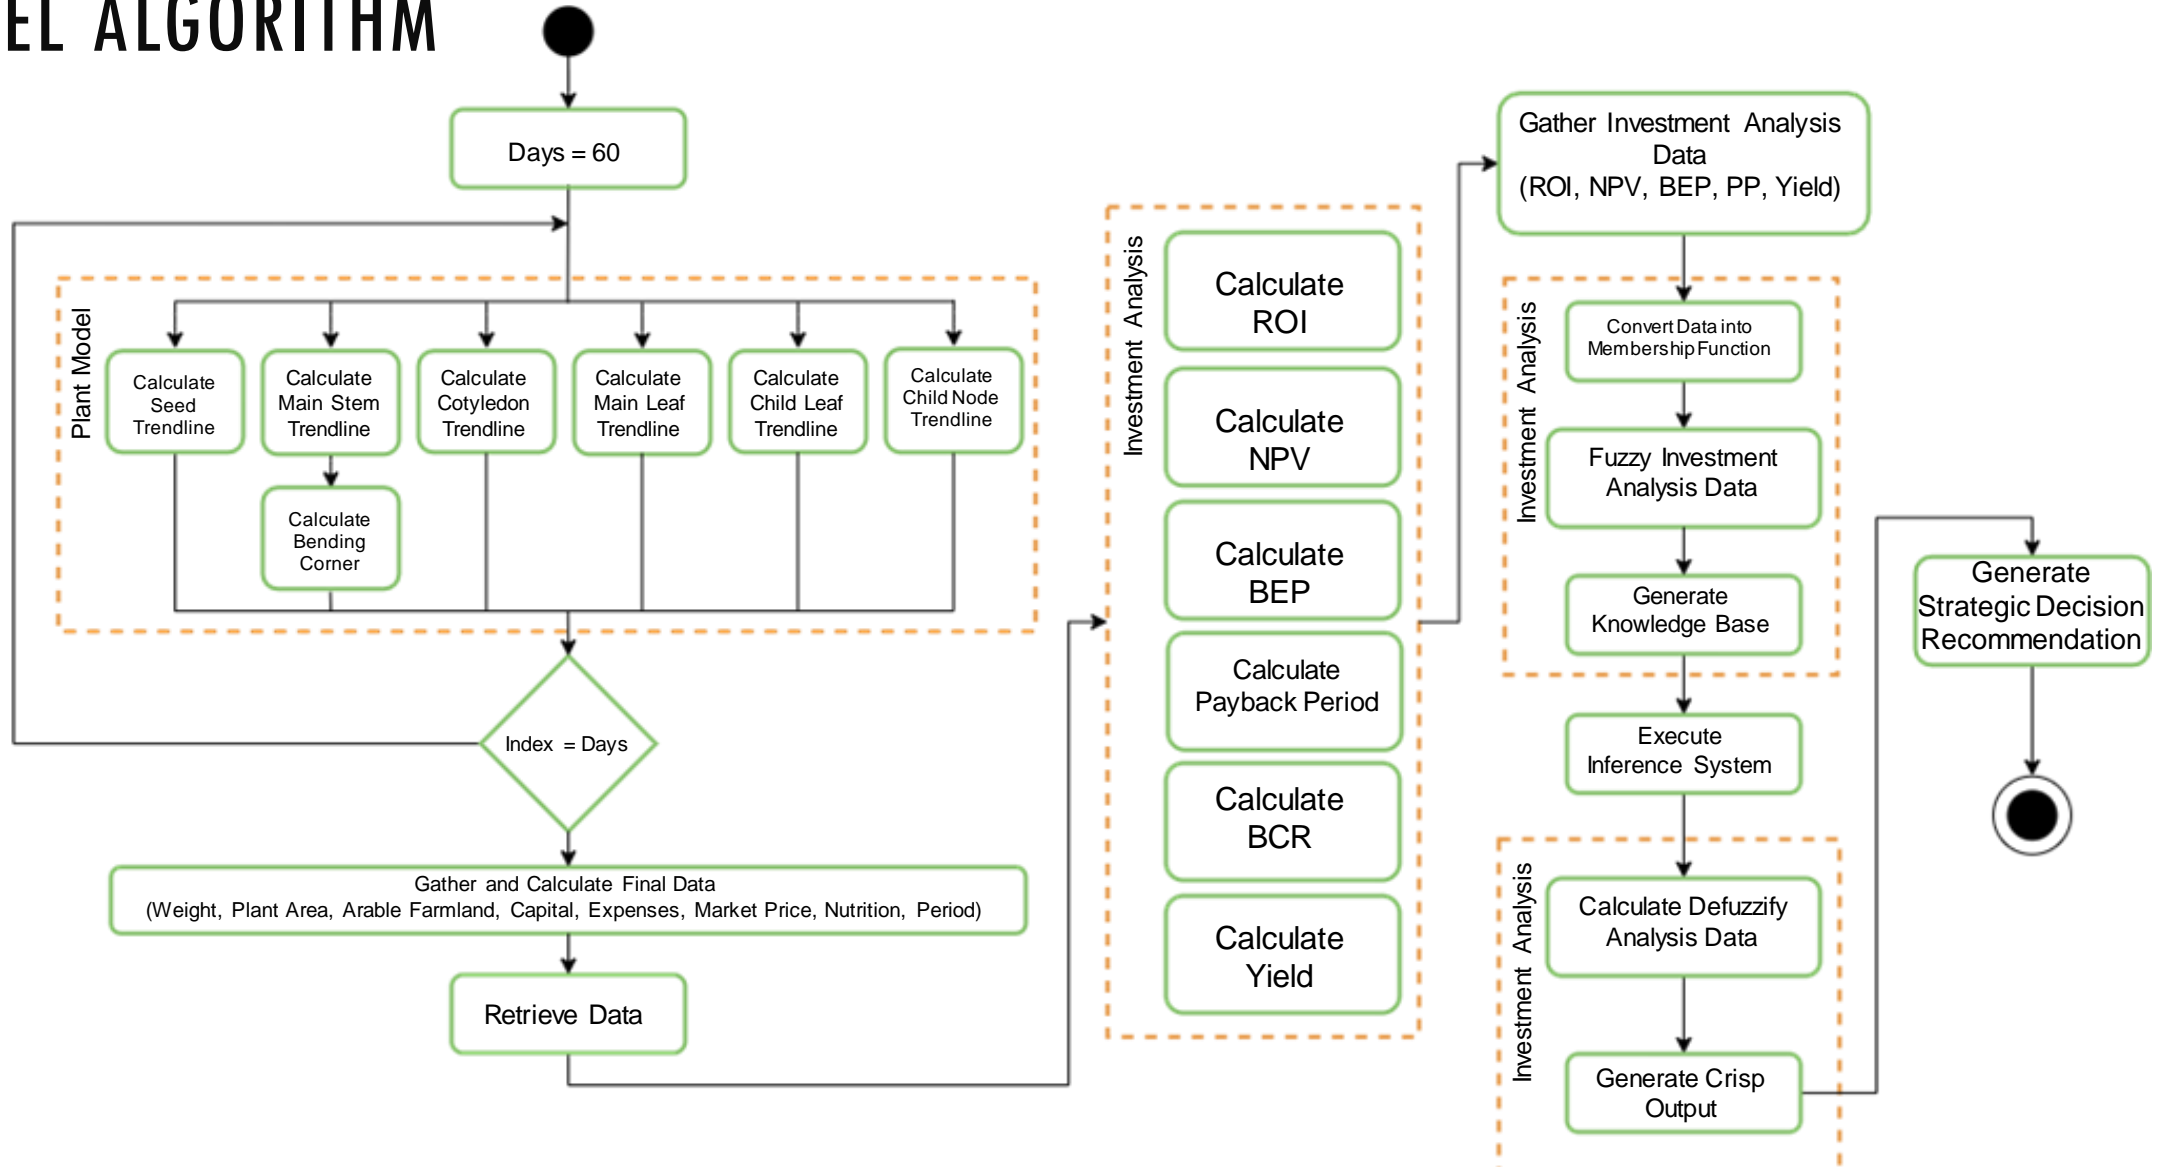 EL ALGORITHM
Days = 60
Plant Model
Calculate
Seed
Trendline
Calculate
Main Stem
Trendline
Calculate
Cotyledon
Trendline
Calculate
Main Leaf
Trendline
Calculate
Child Leaf
Trendline
Calculate
Child Node
Trendline
Calculate
Bending
Corner
Index = Days
Gather and Calculate Final Data
(Weight, Plant Area, Arable Farmland, Capital, Expenses, Market Price, Nutrition, Period)
Retrieve Data
Investment Analysis
Calculate
ROI
Calculate
NPV
Calculate
BEP
Calculate
Payback Period
Calculate
BCR
Calculate
Yield
Gather Investment Analysis
Data
(ROI, NPV, BEP, PP, Yield)
Investment Analysis
Convert Data into
Membership Function
Fuzzy Investment
Analysis Data
Generate
Knowledge Base
Execute
Inference System
Investment Analysis
Calculate Defuzzify
Analysis Data
Generate Crisp
Output
Generate
Strategic Decision
Recommendation